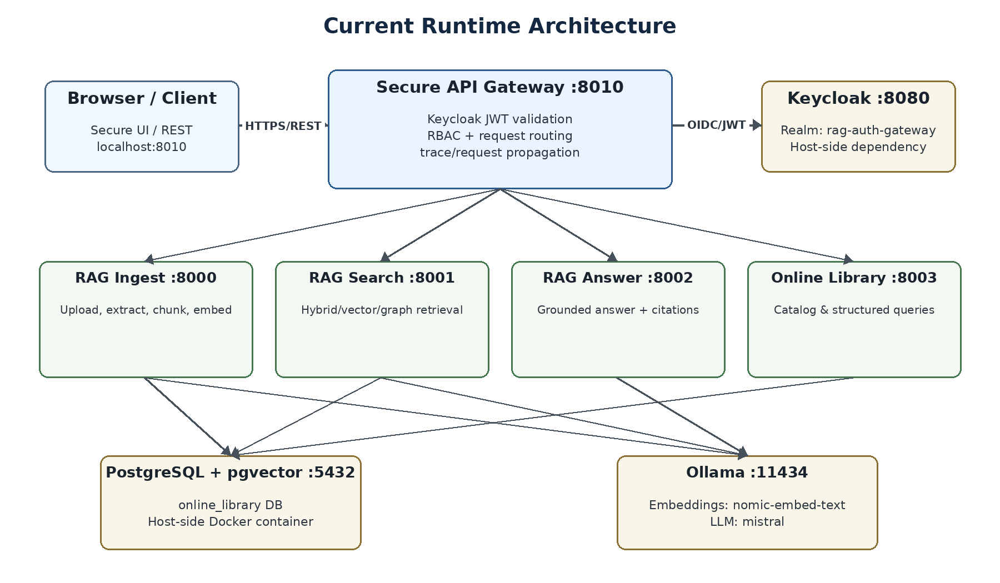 Current Runtime Architecture
Browser / Client
Secure UI / REST
localhost:8010
HTTPS/REST
Secure API Gateway :8010
Keycloak JWT validation
RBAC + request routing
trace/request propagation
OIDC/JWT
Keycloak :8080
Realm: rag-auth-gateway
Host-side dependency
RAG Ingest :8000
Upload, extract, chunk, embed
RAG Search :8001
Hybrid/vector/graph retrieval
RAG Answer :8002
Grounded answer + citations
Online Library :8003
Catalog & structured queries
PostgreSQL + pgvector :5432
online_library DB
Host-side Docker container
Ollama :11434
Embeddings: nomic-embed-text
LLM: mistral